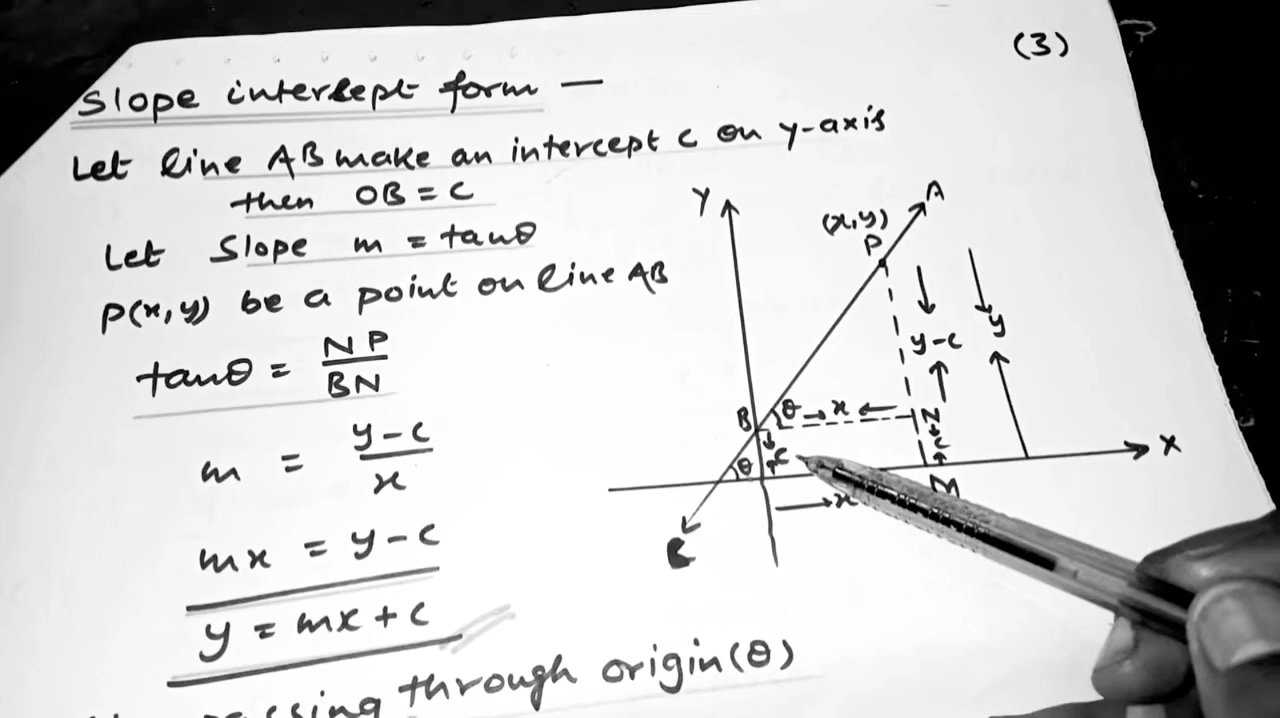 (3)
Slope intercept form —
Let line AB make an intercept c on y-axis
then OB = c
Let Slope m = tanθ
P(x,y) be a point on line AB
tanθ = NP/BN
m = y-c/x
mx = y-c
y = mx + c
through origin (θ)
Y
A
(x,y)
P
y-c
y
B
θ
x
N
c
θ
c
X
M
x